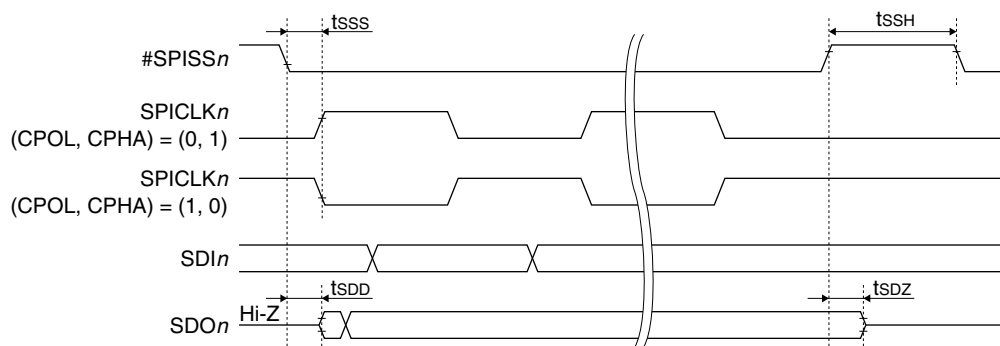 tSSS
tSSH
#SPISSn
SPICLKn
(CPOL, CPHA) = (0, 1)
SPICLKn
(CPOL, CPHA) = (1, 0)
SDIn
tSDD
tSDZ
Hi-Z
SDOn